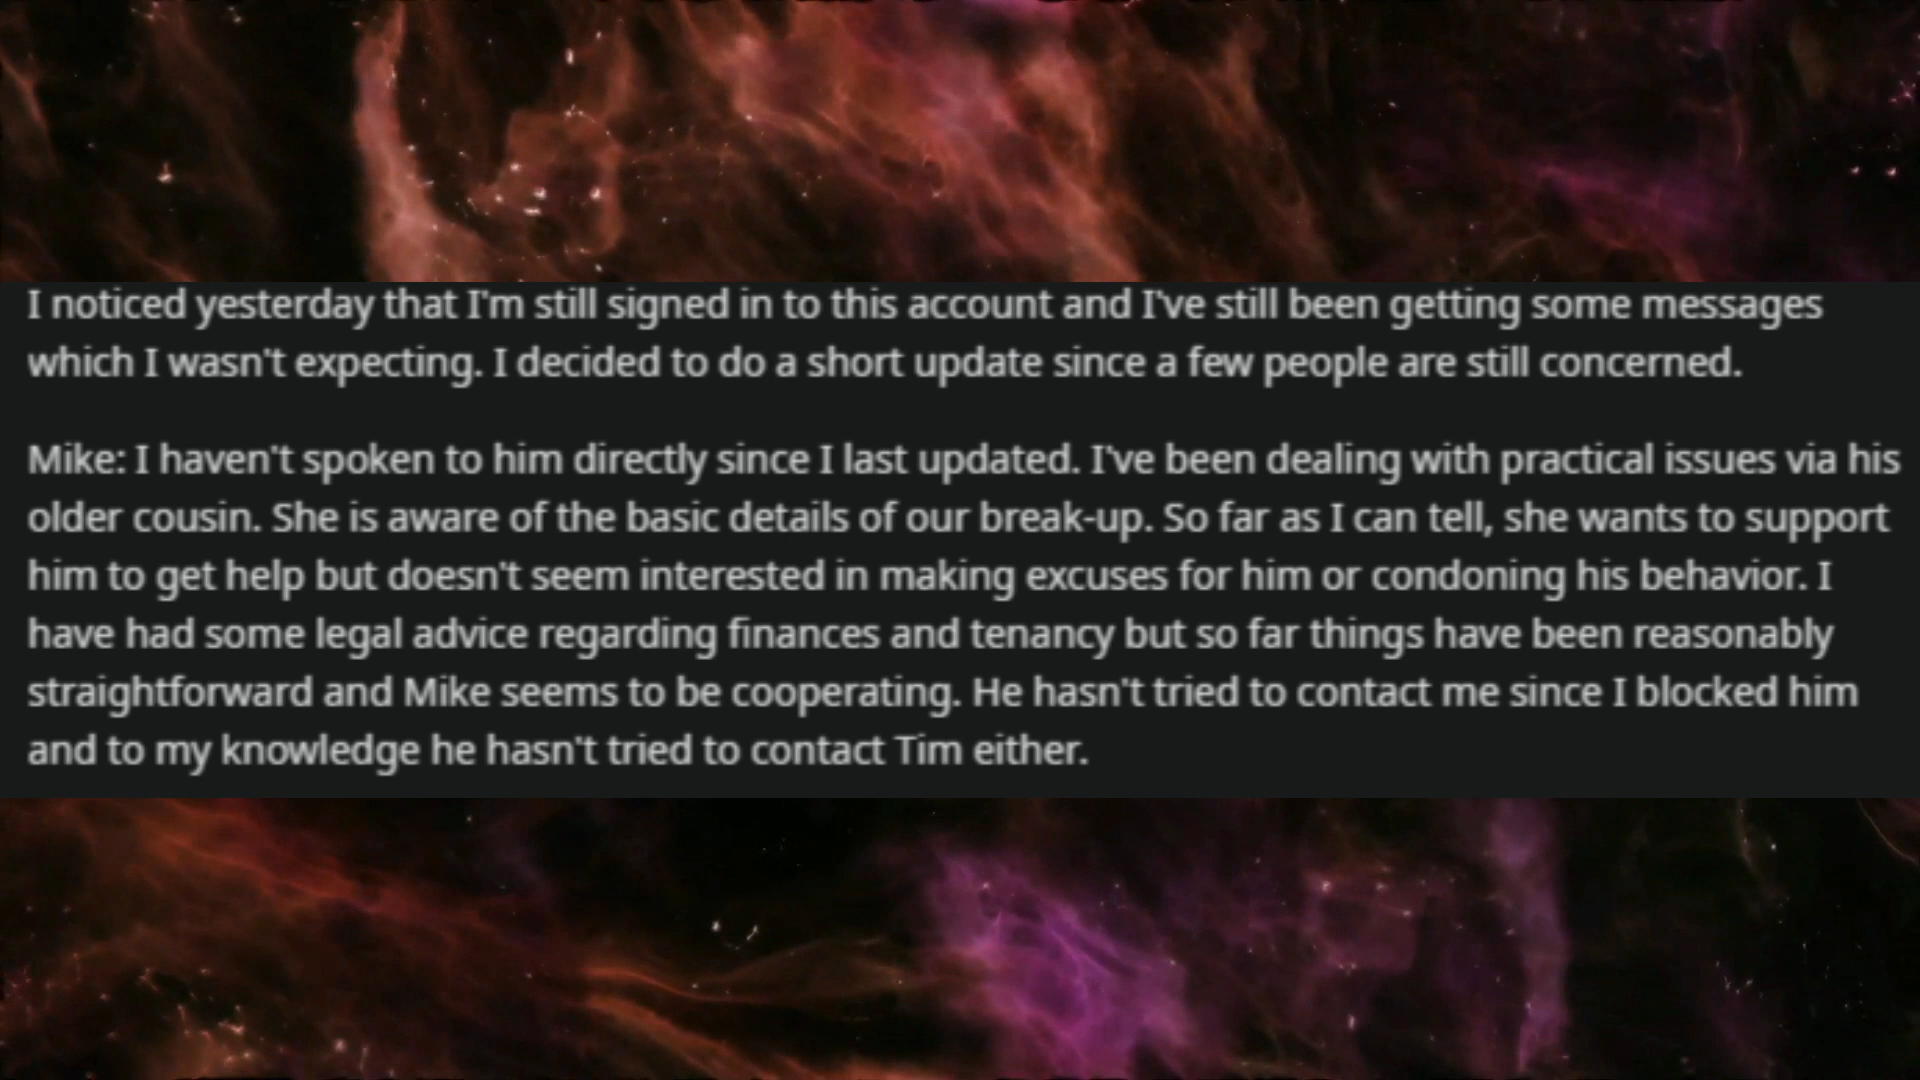 I noticed yesterday that I'm still signed in to this account and I've still been getting some messages
which I wasn't expecting. I decided to do a short update since a few people are still concerned.
Mike: I haven't spoken to him directly since I last updated. I've been dealing with practical issues via his
older cousin. She is aware of the basic details of our break-up. So far as I can tell, she wants to support
him to get help but doesn't seem interested in making excuses for him or condoning his behavior. I
have had some legal advice regarding finances and tenancy but so far things have been reasonably
straightforward and Mike seems to be cooperating. He hasn't tried to contact me since I blocked him
and to my knowledge he hasn't tried to contact Tim either.